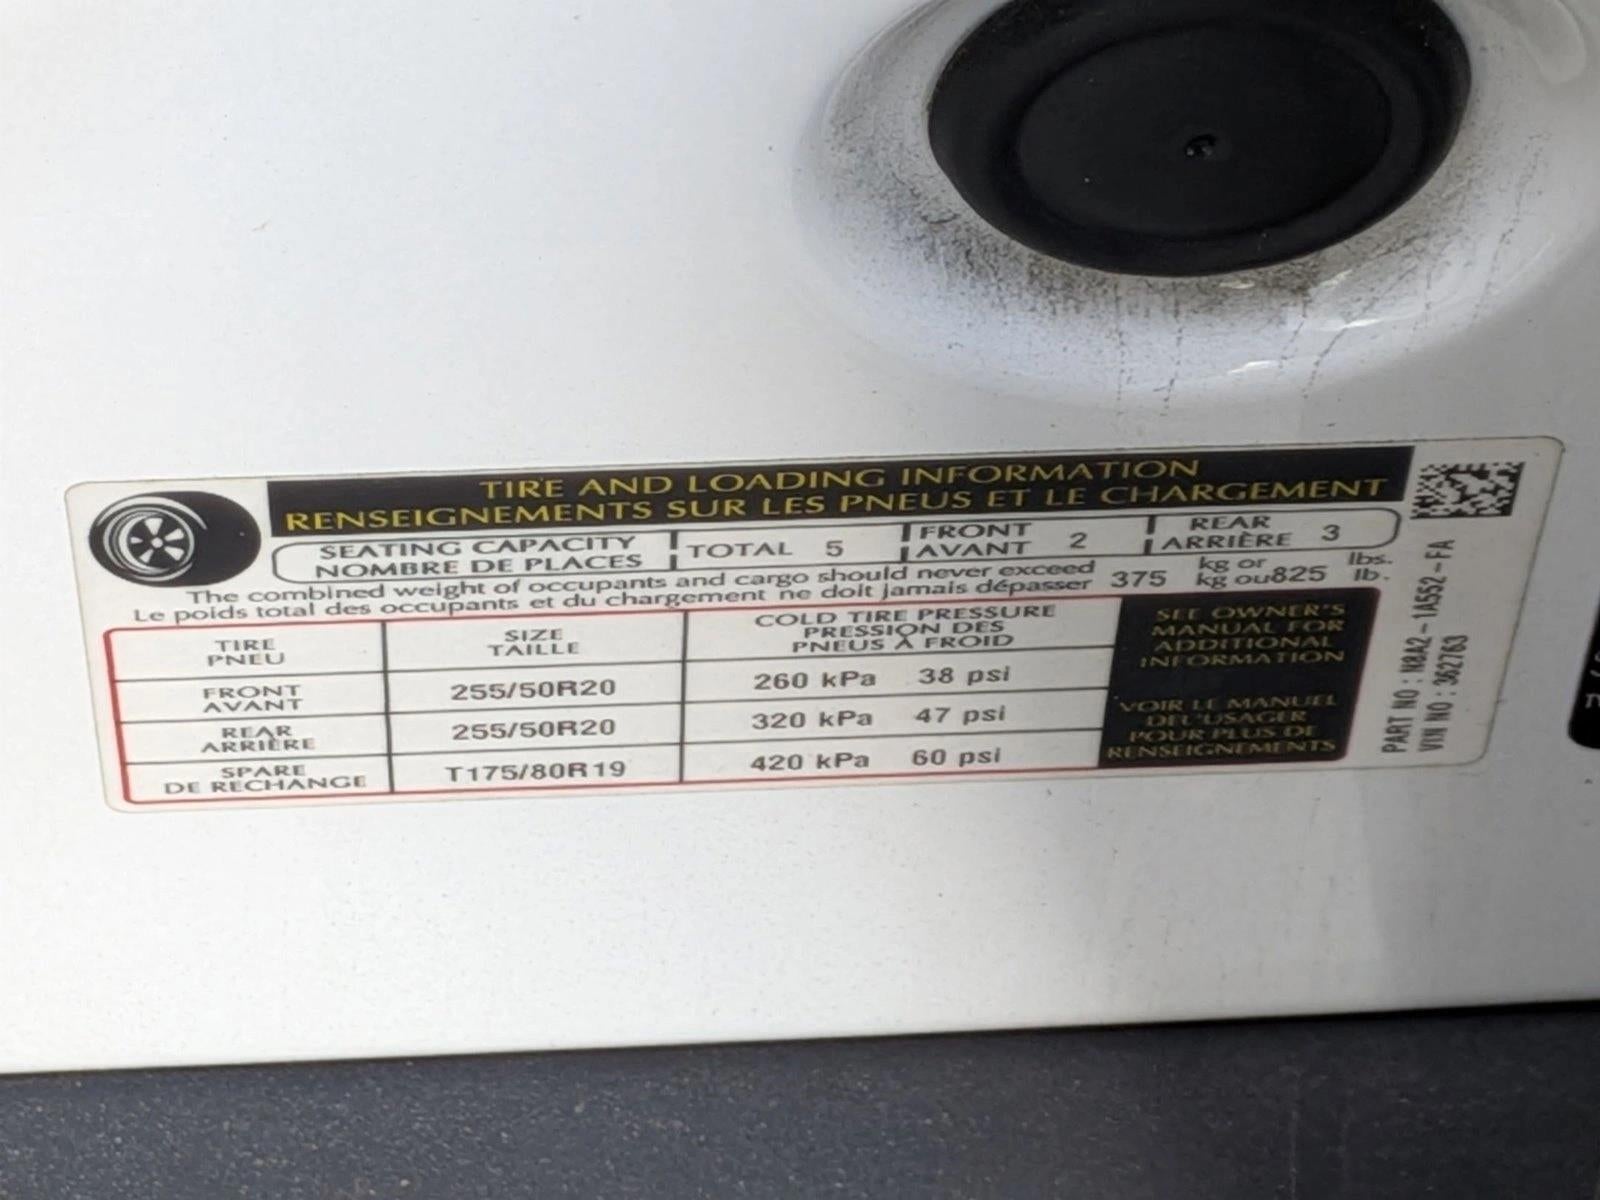 TIRE AND LOADING INFORMATION
RENSEIGNEMENTS SUR LES PNEUS ET LE CHARGEMENT
SEATING CAPACITY
NOMBRE DE PLACES
TOTAL 5
FRONT
AVANT 2
REAR
ARRIÈRE 3
The combined weight of occupants and cargo should never exceed
Le poids total des occupants et du chargement ne doit jamais dépasser
375 kg or 825 lbs.
kg ou lb.
TIRE
PNEU
SIZE
TAILLE
COLD TIRE PRESSURE
PRESSION DES
PNEUS À FROID
FRONT
AVANT
255/50R20
260 kPa 38 psi
REAR
ARRIÈRE
255/50R20
320 kPa 47 psi
SPARE
DE RECHANGE
T175/80R19
420 kPa 60 psi
SEE OWNER'S
MANUAL FOR
ADDITIONAL
INFORMATION
VOIR LE MANUEL
DE L'USAGER
POUR PLUS DE
RENSEIGNEMENTS
PART NO : N8A2-1A552-FA
VIN NO : 362763